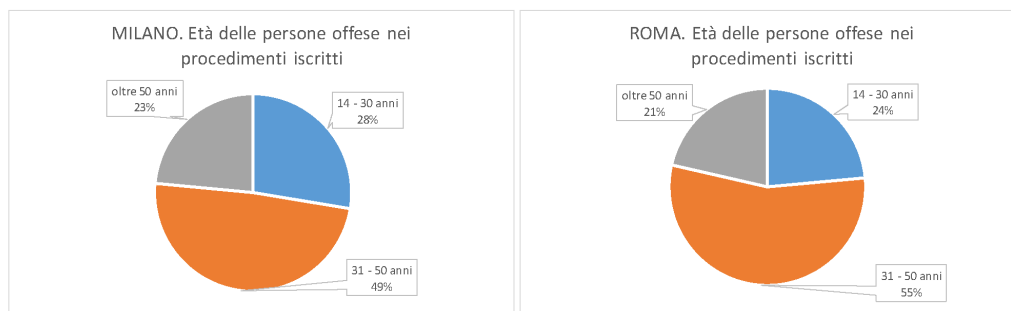 MILANO. Età delle persone offese nei
procedimenti iscritti
oltre 50 anni
23%
14 - 30 anni
28%
31 - 50 anni
49%
ROMA. Età delle persone offese nei
procedimenti iscritti
oltre 50 anni
21%
14 - 30 anni
24%
31 - 50 anni
55%